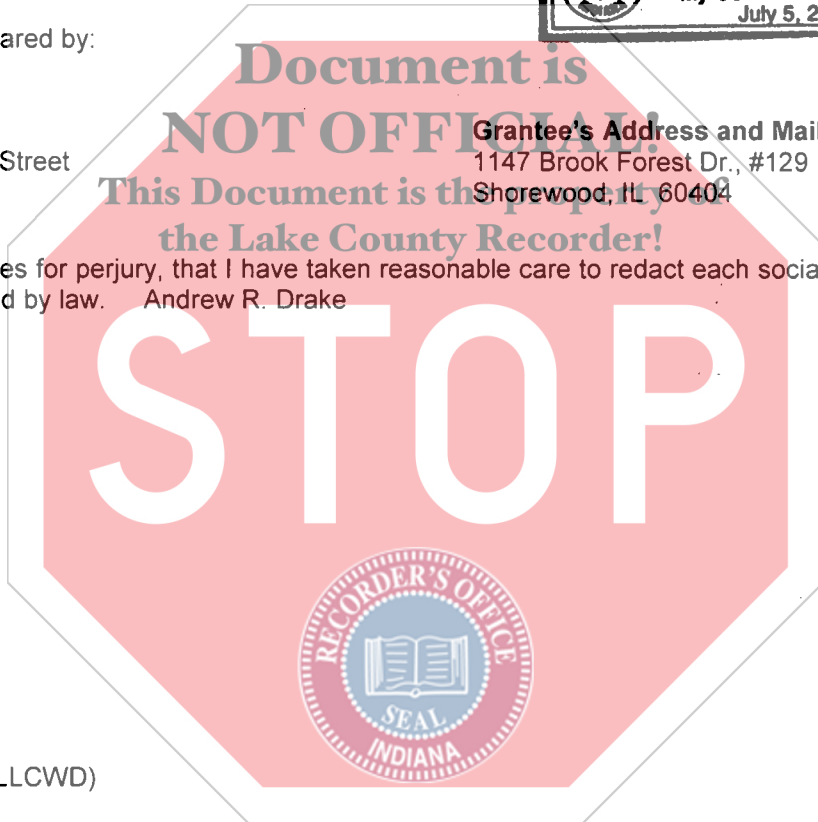 July 5, 2
ared by:
Document is
NOT OFFICIAL!
Grantee's Address and Mail
Street
1147 Brook Forest Dr., #129
This Document is the property of
Shorewood, IL 60404
the Lake County Recorder!
es for perjury, that I have taken reasonable care to redact each socia
d by law. Andrew R. Drake
STOP
RECORDER'S OFFICE
SEAL
INDIANA
LLCWD)